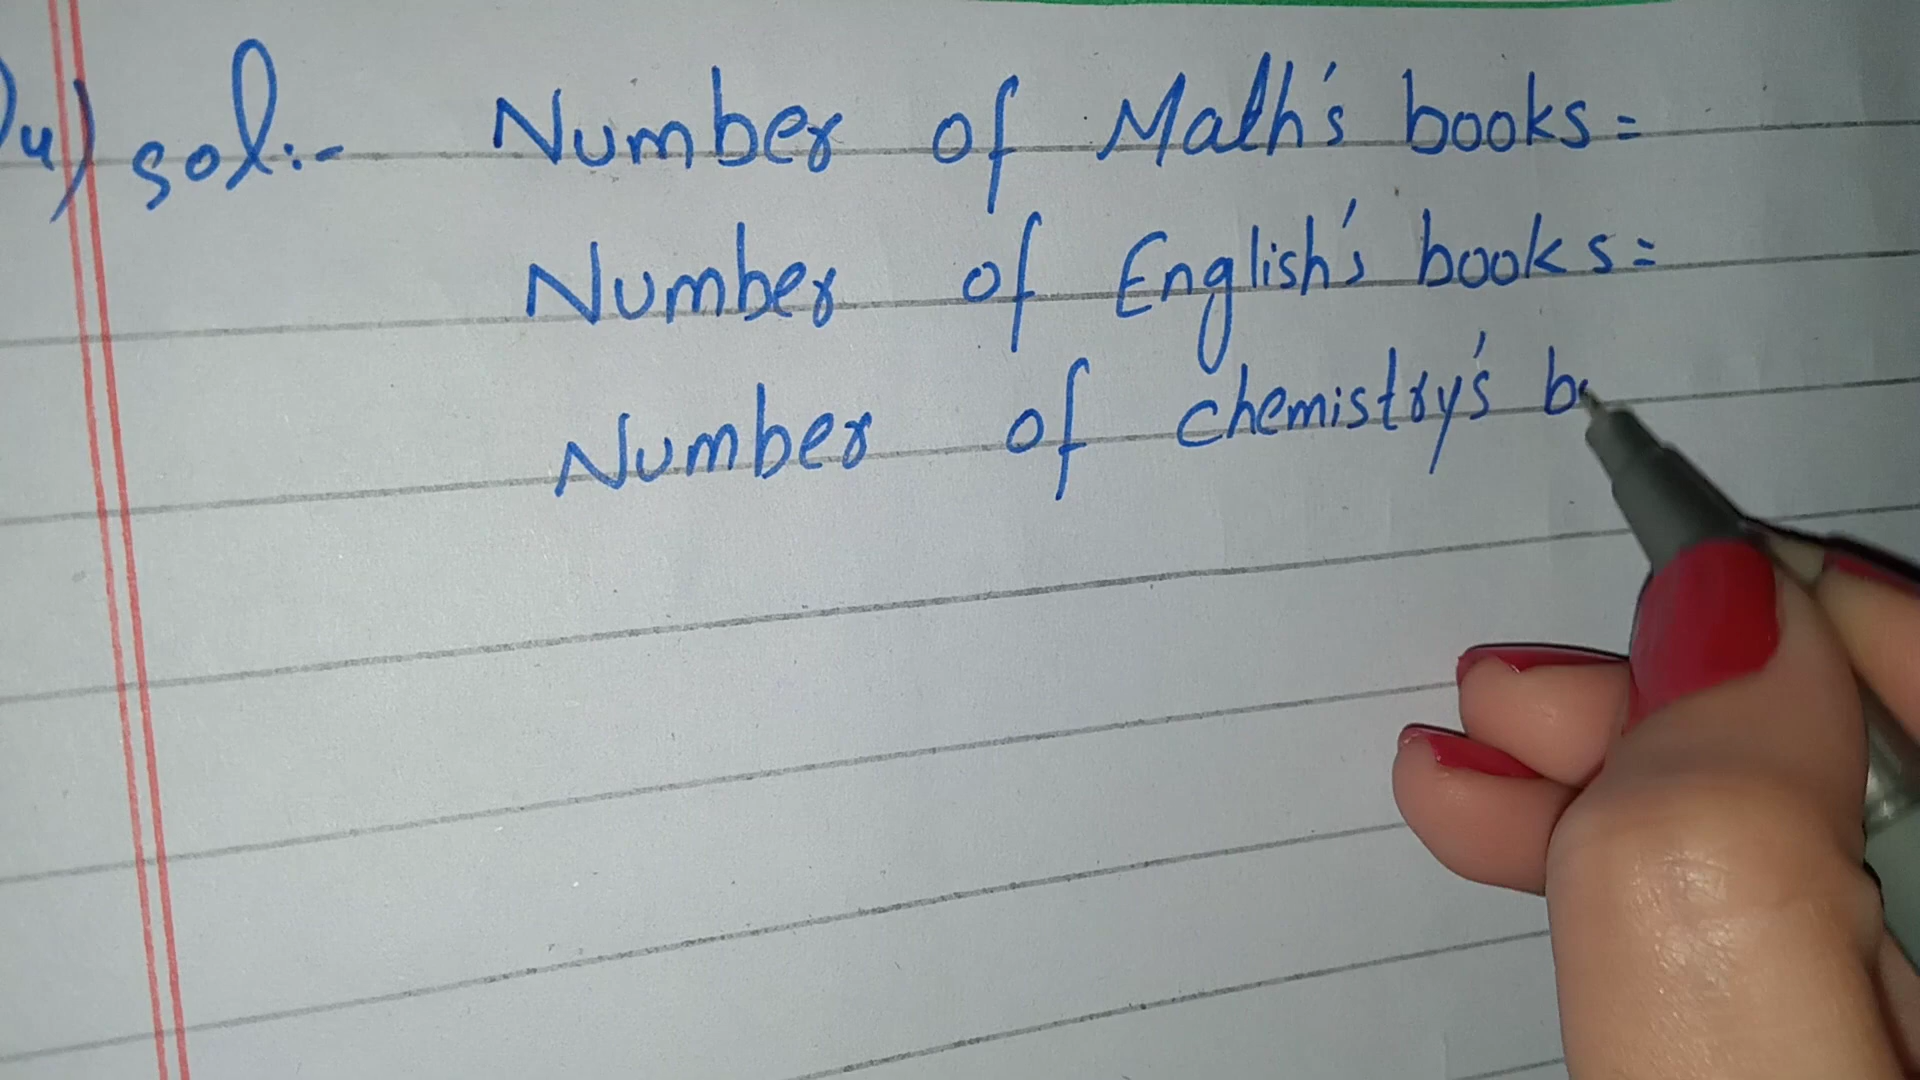 4) sol:- Number of Math's books=
Number of English's books=
Number of chemistry's b